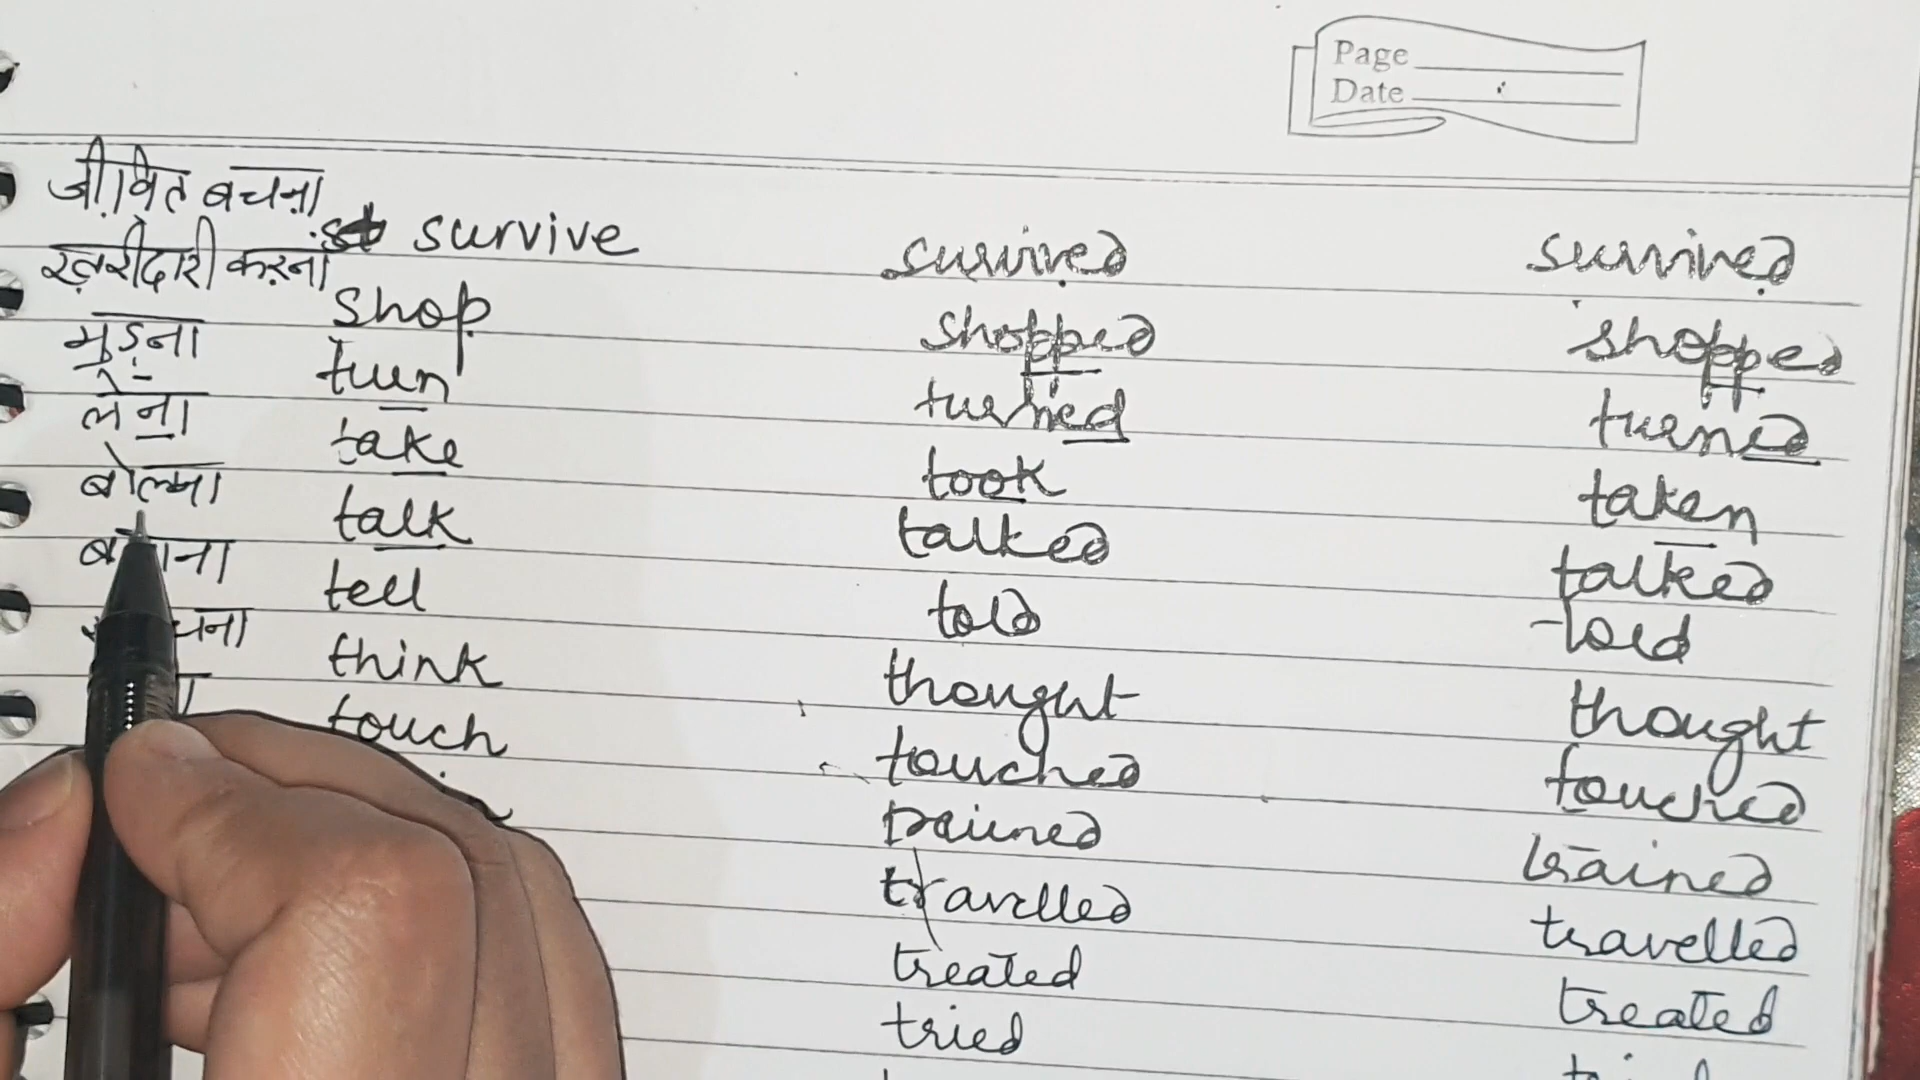 Page
Date
जीवित बचना survive survived survived
ख़रीदारी करना shop shopped shopped
मुड़ना turn turned turned
लेना take took taken
बोलना talk talked talked
tell told told
think thought thought
touch touched touched
trained trained
travelled travelled
treated treated
tried